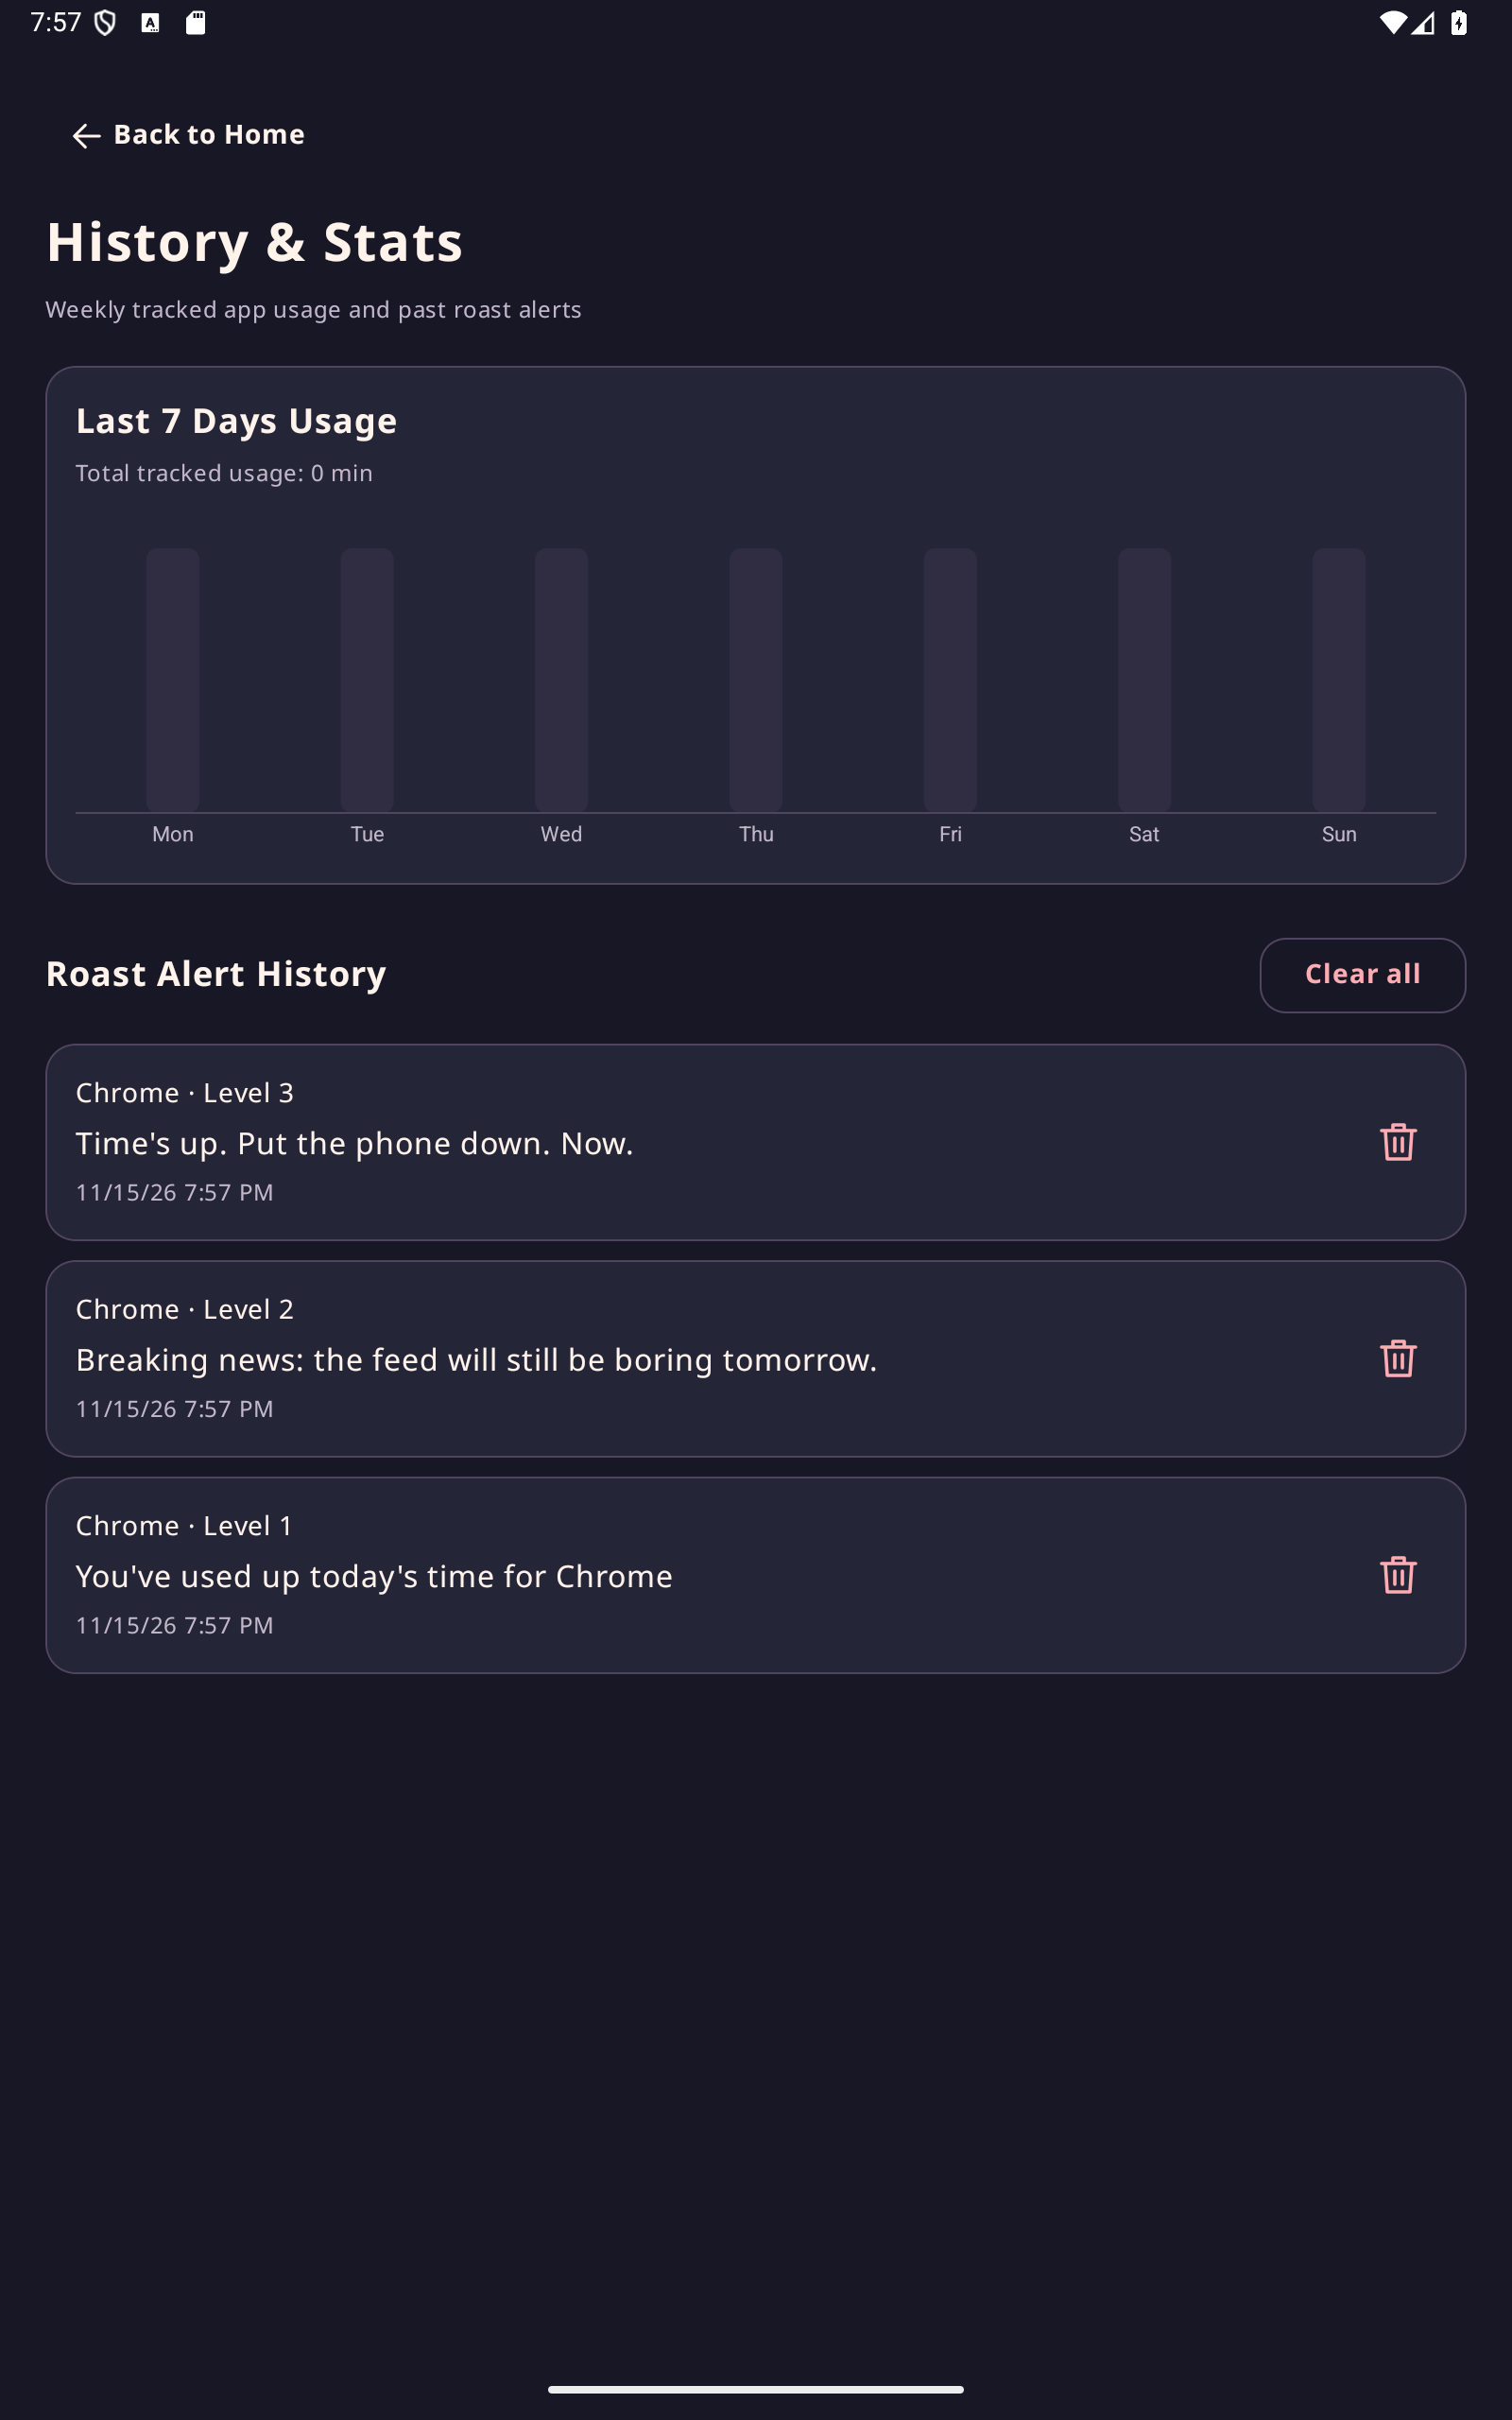 7:57
Back to Home
History & Stats
Weekly tracked app usage and past roast alerts
Last 7 Days Usage
Total tracked usage: 0 min
Mon Tue Wed Thu Fri Sat Sun
Roast Alert History
Clear all
Chrome · Level 3
Time's up. Put the phone down. Now.
11/15/26 7:57 PM
Chrome · Level 2
Breaking news: the feed will still be boring tomorrow.
11/15/26 7:57 PM
Chrome · Level 1
You've used up today's time for Chrome
11/15/26 7:57 PM